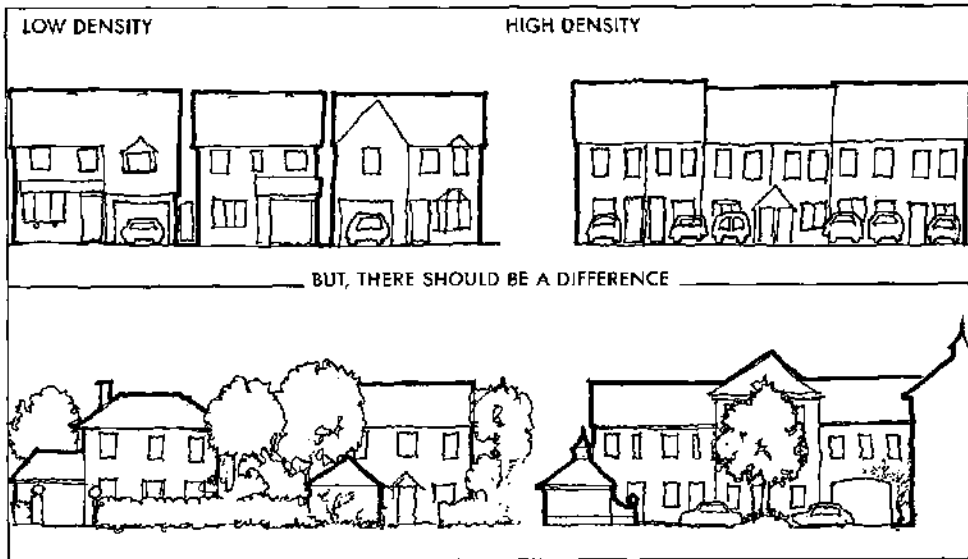 LOW DENSITY
HIGH DENSITY
BUT, THERE SHOULD BE A DIFFERENCE